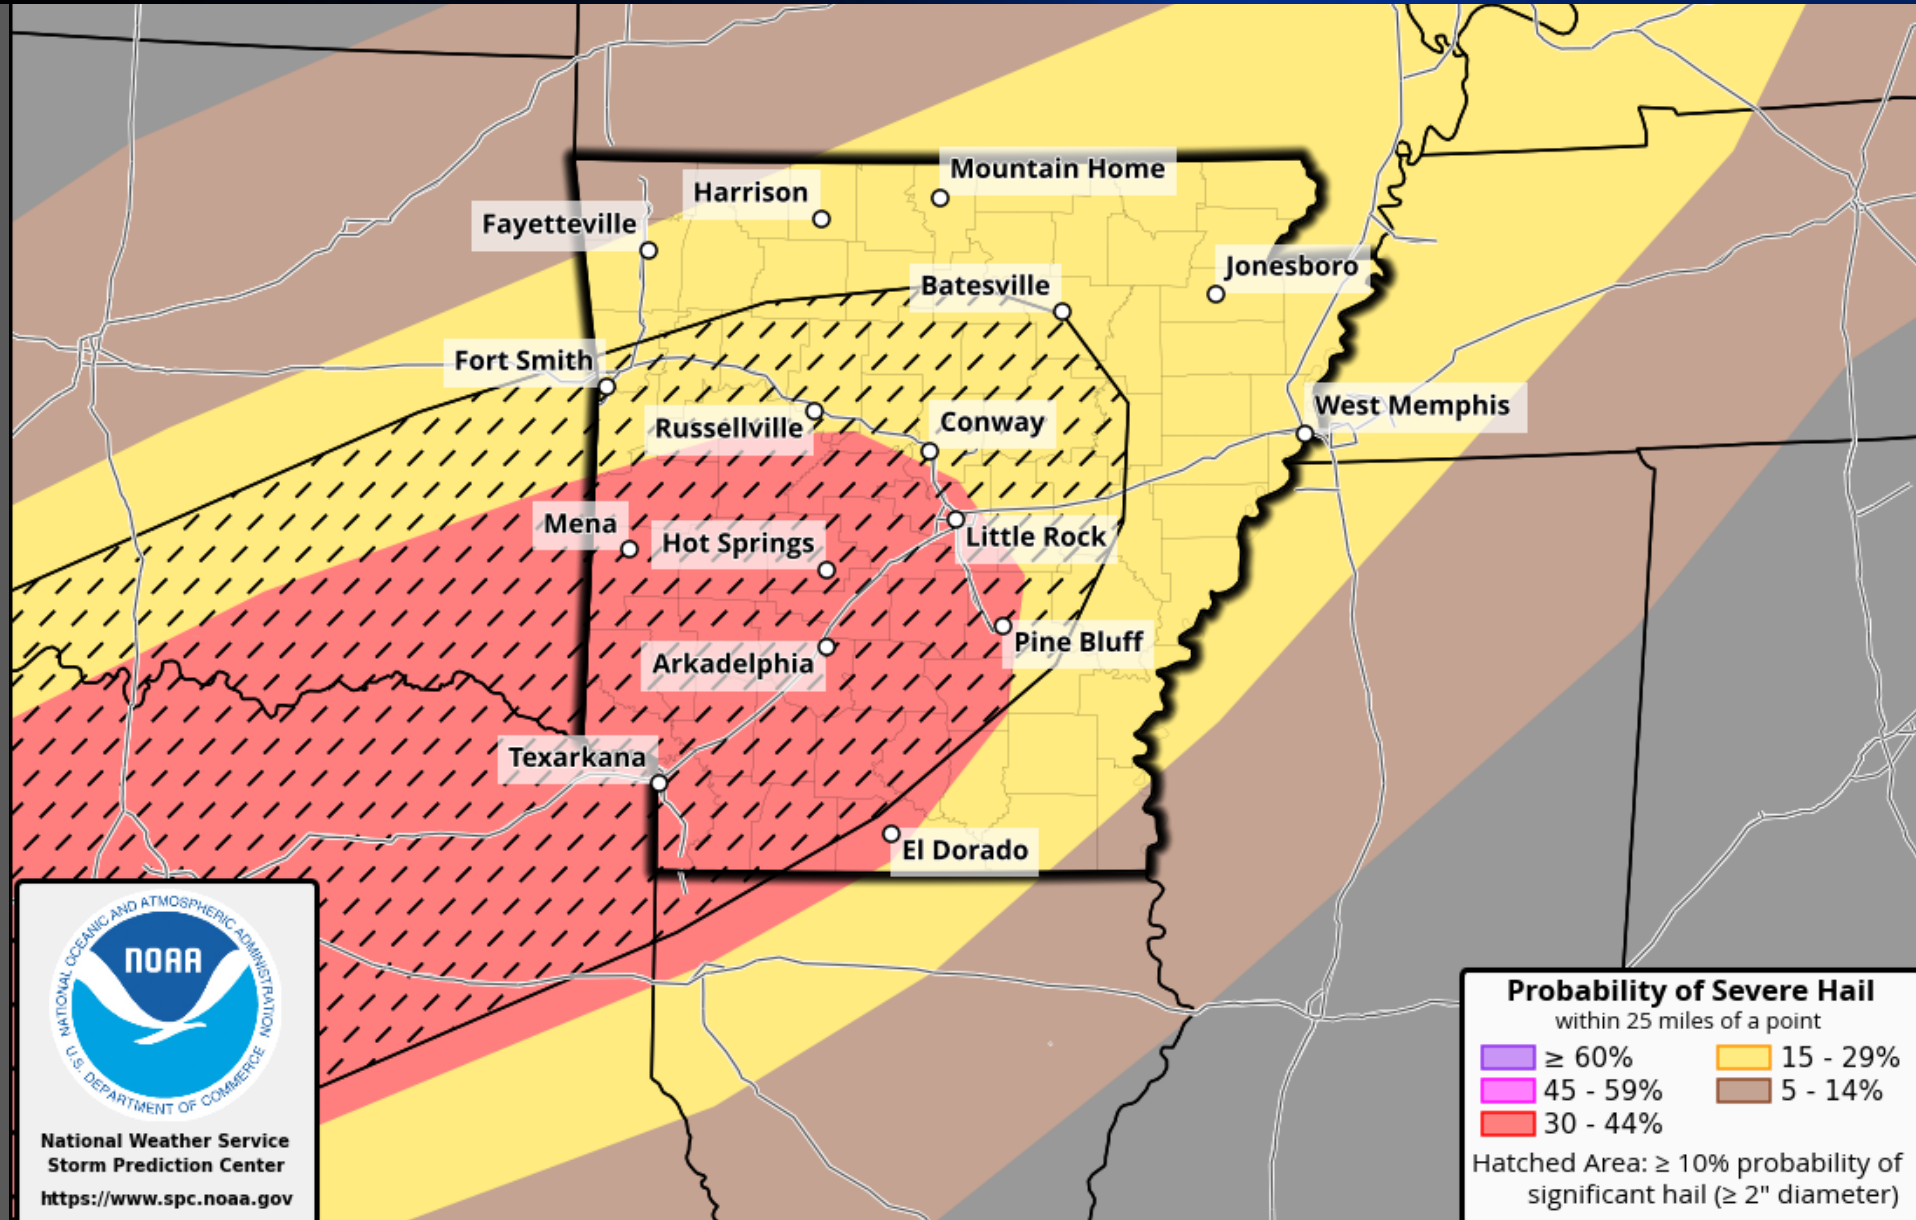 Mountain Home
Harrison
Fayetteville
Jonesboro
Batesville
Fort Smith
West Memphis
Russellville
Conway
Mena
Hot Springs
Little Rock
Arkadelphia
Pine Bluff
Texarkana
El Dorado
NATIONAL OCEANIC AND ATMOSPHERIC ADMINISTRATION
NOAA
U.S. DEPARTMENT OF COMMERCE
National Weather Service
Storm Prediction Center
https://www.spc.noaa.gov
Probability of Severe Hail
within 25 miles of a point
≥ 60%
15 - 29%
45 - 59%
5 - 14%
30 - 44%
Hatched Area: ≥ 10% probability of
significant hail (≥ 2" diameter)